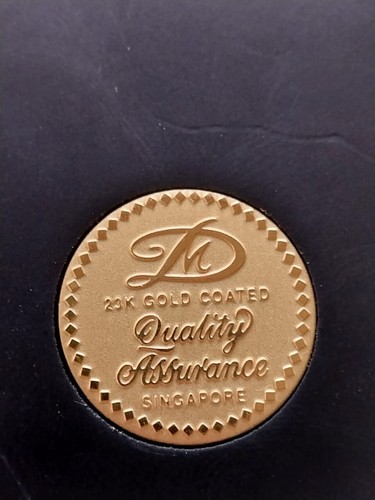 DM
23K GOLD COATED
Quality
Assurance
SINGAPORE